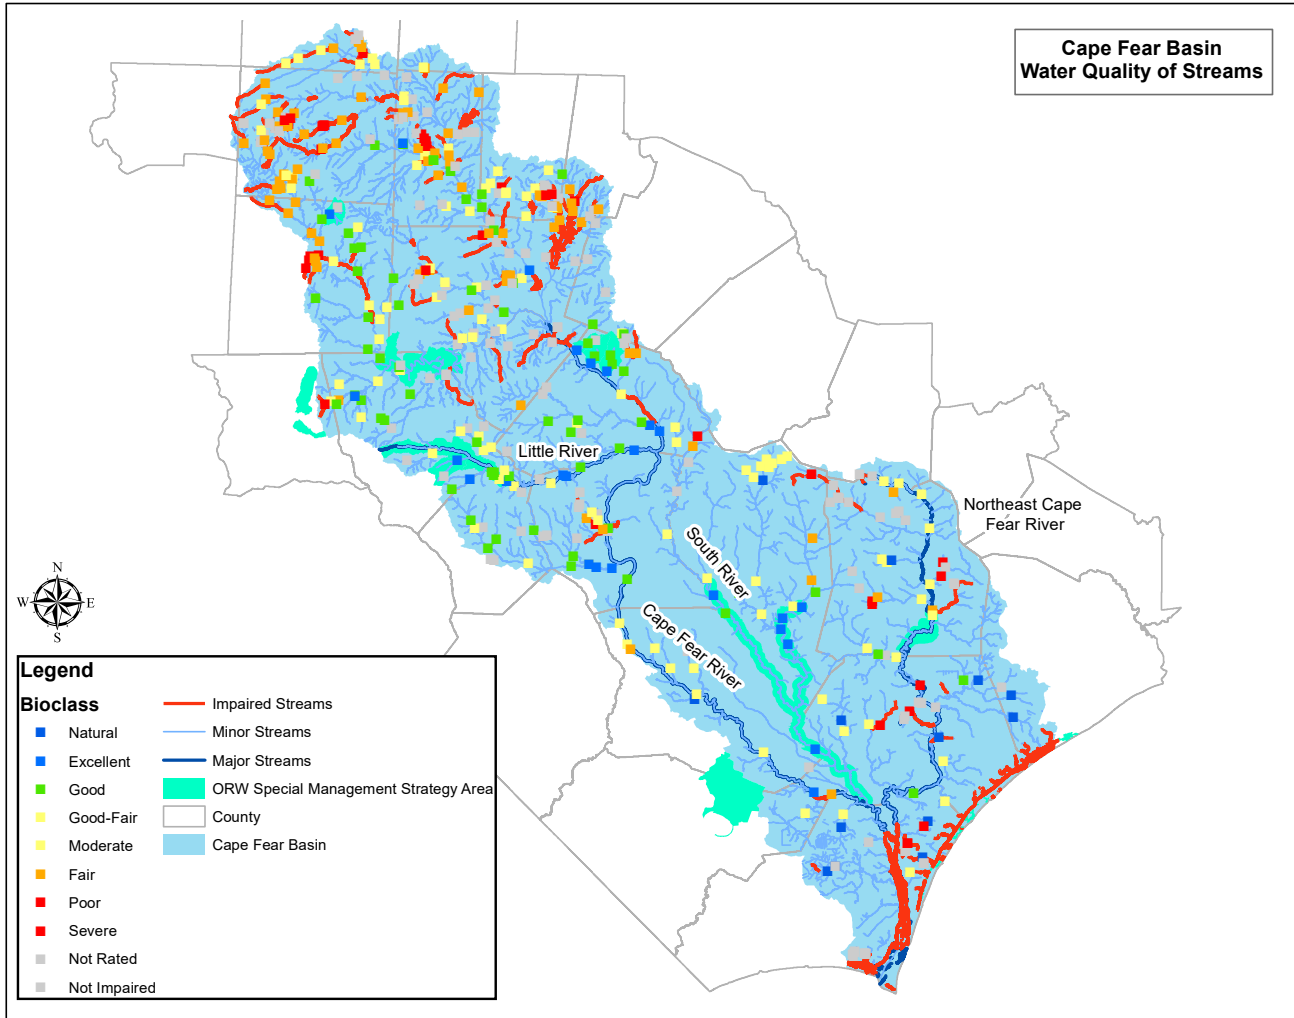 Cape Fear Basin
Water Quality of Streams
Little River
Northeast Cape
Fear River
South River
Cape Fear River
N
W
E
S
Legend
Bioclass
Natural
Excellent
Good
Good-Fair
Moderate
Fair
Poor
Severe
Not Rated
Not Impaired
Impaired Streams
Minor Streams
Major Streams
ORW Special Management Strategy Area
County
Cape Fear Basin